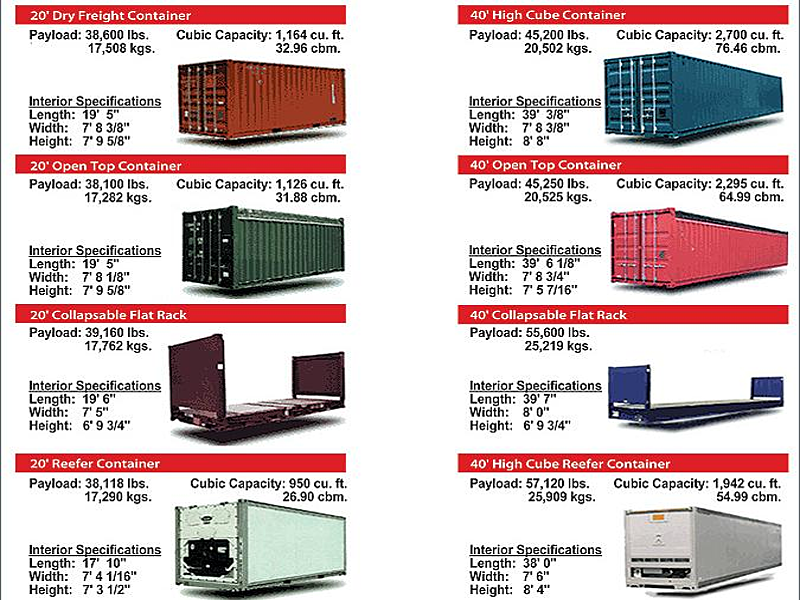 20' Dry Freight Container
Payload: 38,600 lbs. Cubic Capacity: 1,164 cu. ft.
17,508 kgs. 32.96 cbm.
Interior Specifications
Length: 19' 5"
Width: 7' 8 3/8"
Height: 7' 9 5/8"
40' High Cube Container
Payload: 45,200 lbs. Cubic Capacity: 2,700 cu. ft.
20,502 kgs. 76.46 cbm.
Interior Specifications
Length: 39' 3/8"
Width: 7' 8 3/8"
Height: 8' 8"
20' Open Top Container
Payload: 38,100 lbs. Cubic Capacity: 1,126 cu. ft.
17,282 kgs. 31.88 cbm.
Interior Specifications
Length: 19' 5"
Width: 7' 8 1/8"
Height: 7' 9 5/8"
40' Open Top Container
Payload: 45,250 lbs. Cubic Capacity: 2,295 cu. ft.
20,525 kgs. 64.99 cbm.
Interior Specifications
Length: 39' 6 1/8"
Width: 7' 8 3/4"
Height: 7' 5 7/16"
20' Collapsable Flat Rack
Payload: 39,160 lbs.
17,762 kgs.
Interior Specifications
Length: 19' 6"
Width: 7' 5"
Height: 6' 9 3/4"
40' Collapsable Flat Rack
Payload: 55,600 lbs.
25,219 kgs.
Interior Specifications
Length: 39' 7"
Width: 8' 0"
Height: 6' 9 3/4"
20' Reefer Container
Payload: 38,118 lbs. Cubic Capacity: 950 cu. ft.
17,290 kgs. 26.90 cbm.
Interior Specifications
Length: 17' 10"
Width: 7' 4 1/16"
Height: 7' 3 1/2"
40' High Cube Reefer Container
Payload: 57,120 lbs. Cubic Capacity: 1,942 cu. ft.
25,909 kgs. 54.99 cbm.
Interior Specifications
Length: 38' 0"
Width: 7' 6"
Height: 8' 4"